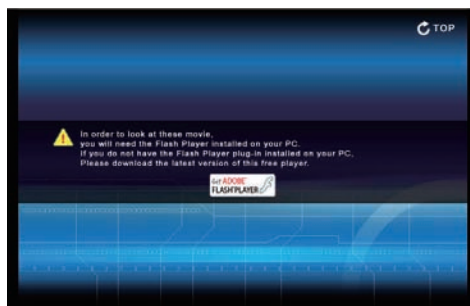 TOP
In order to look at these movie,
you will need the Flash Player installed on your PC.
If you do not have the Flash Player plug-in installed on your PC,
Please download the latest version of this free player.
Get ADOBE
FLASH PLAYER